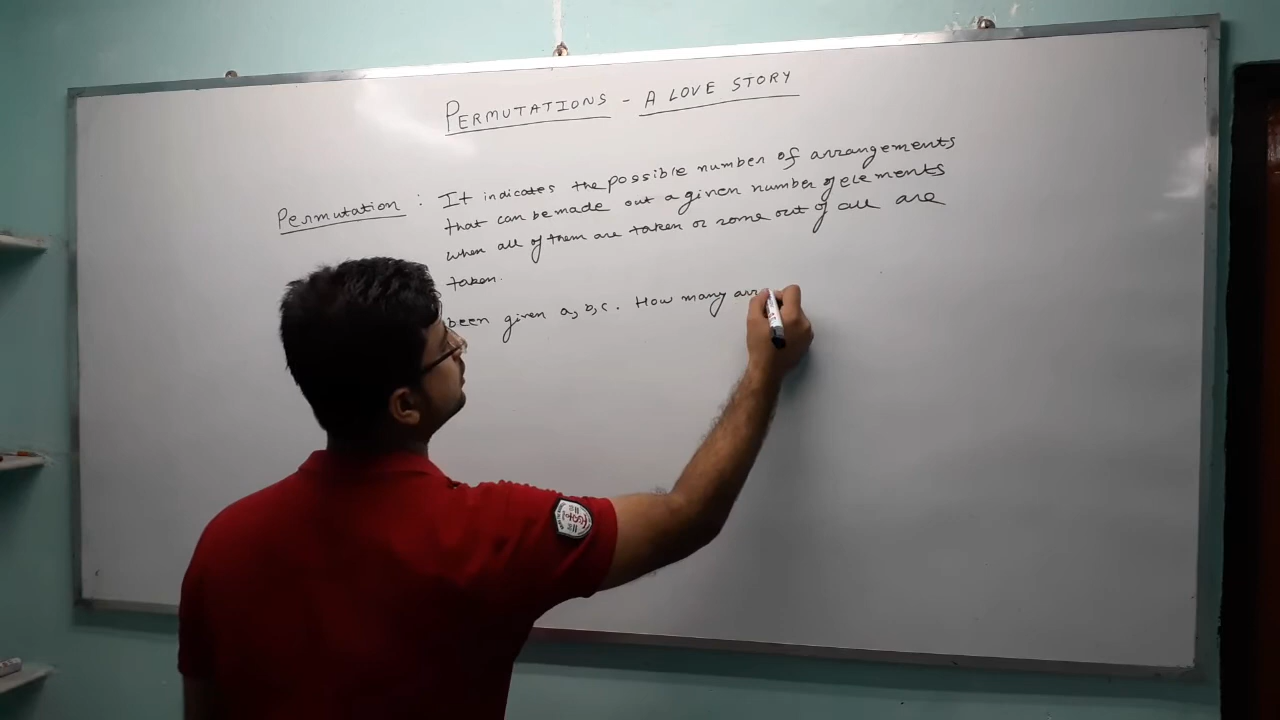 PERMUTATIONS - A LOVE STORY
Permutation : It indicates the possible number of arrangements
that can be made out a given number of elements
when all of them are taken or some out of all are
taken.
been given a, b, c. How many arr